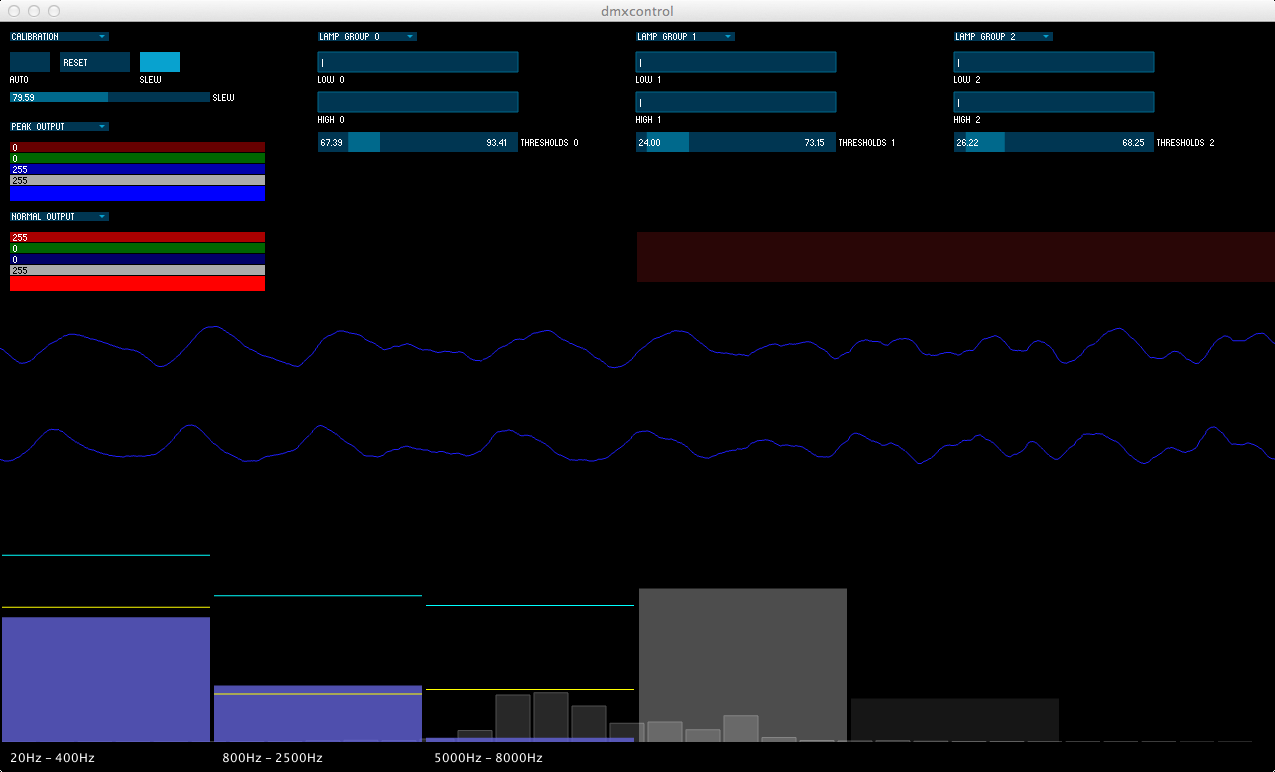 dmxcontrol
CALIBRATION
RESET
AUTO
SLEW
79.59
SLEW
PEAK OUTPUT
0
0
255
255
NORMAL OUTPUT
255
0
0
255
LAMP GROUP 0
LOW 0
HIGH 0
67.39 93.41 THRESHOLDS 0
LAMP GROUP 1
LOW 1
HIGH 1
24.00 73.15 THRESHOLDS 1
LAMP GROUP 2
LOW 2
HIGH 2
26.22 68.25 THRESHOLDS 2
20Hz - 400Hz
800Hz - 2500Hz
5000Hz - 8000Hz